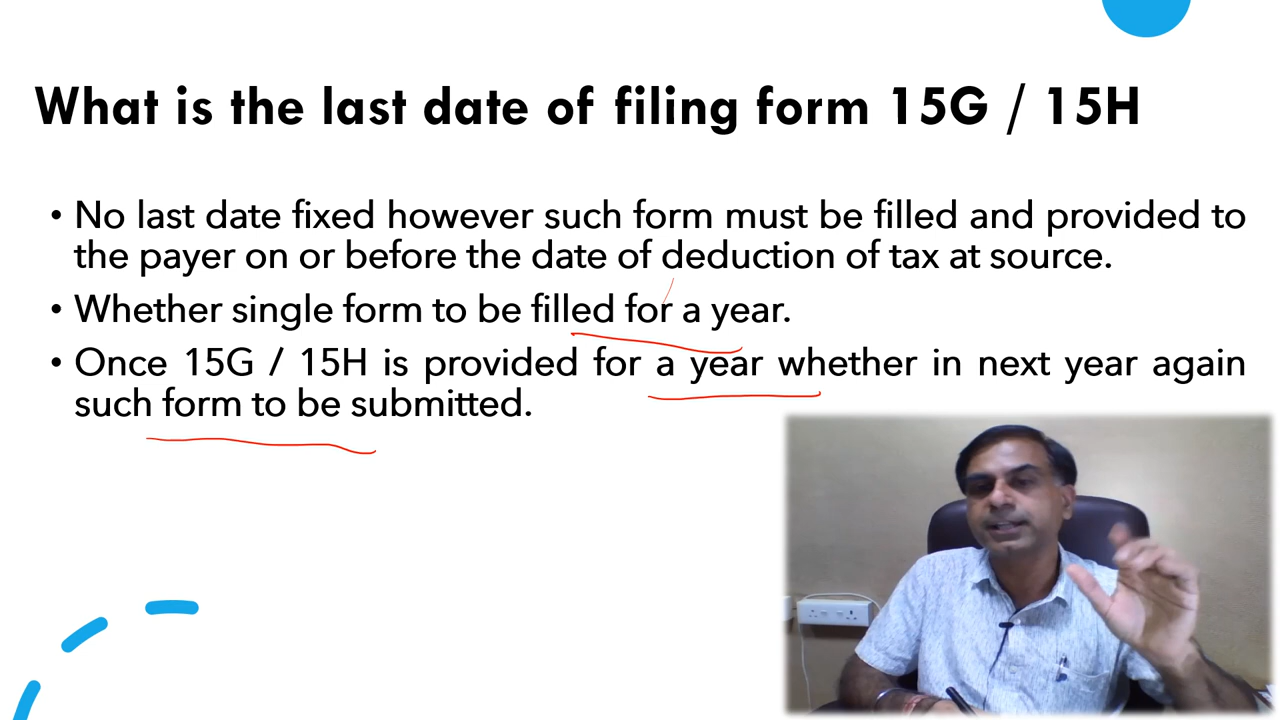 What is the last date of filing form 15G / 15H
• No last date fixed however such form must be filled and provided to
the payer on or before the date of deduction of tax at source.
• Whether single form to be filled for a year.
• Once 15G / 15H is provided for a year whether in next year again
such form to be submitted.